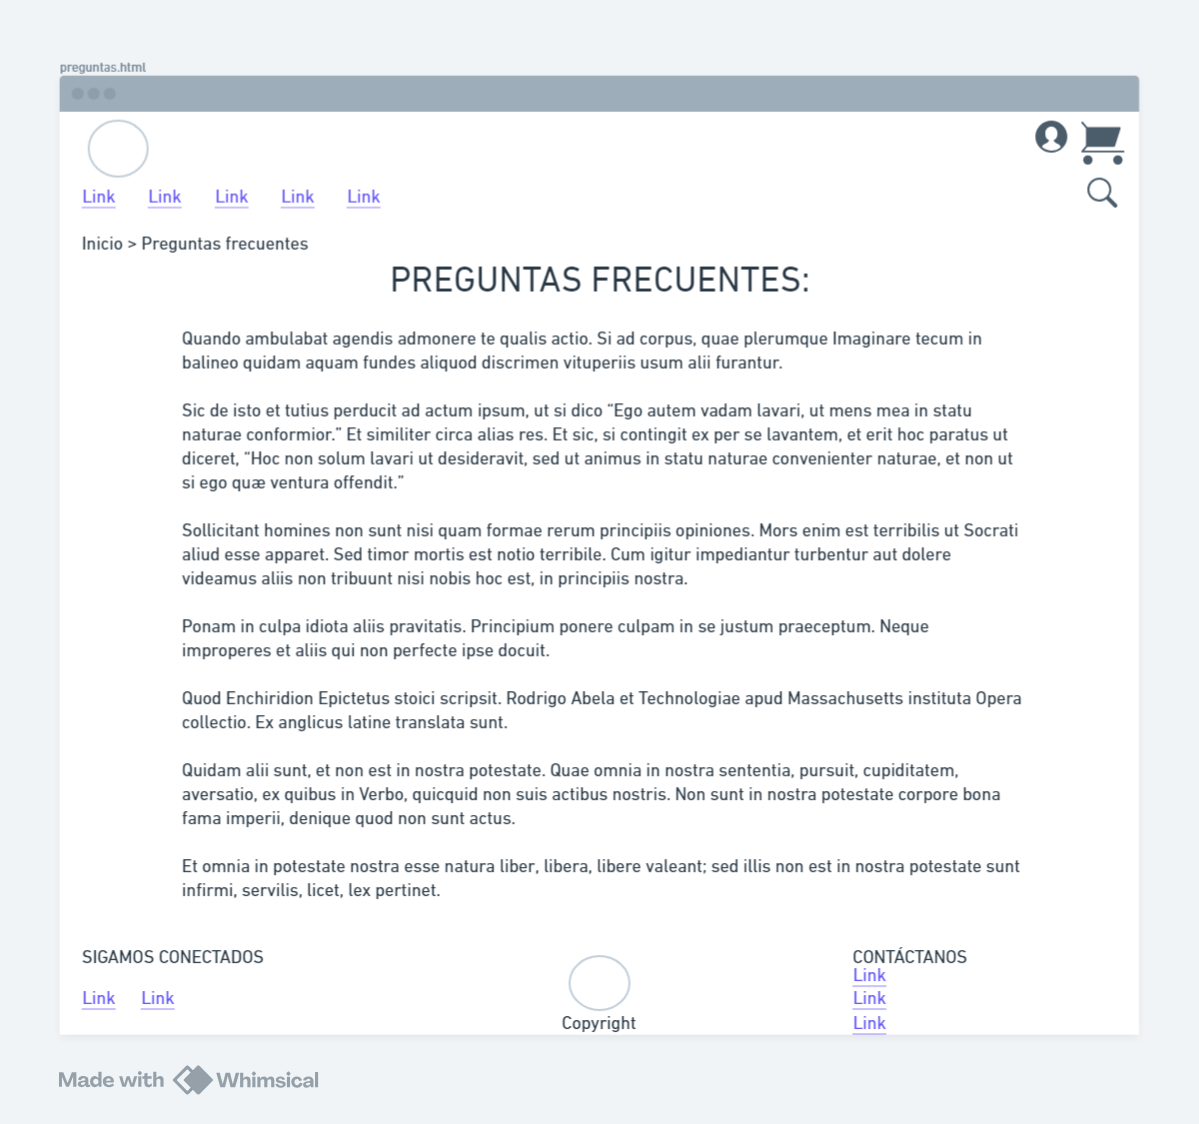 preguntas.html
Link Link Link Link Link
Inicio > Preguntas frecuentes
PREGUNTAS FRECUENTES:
Quando ambulabat agendis admonere te qualis actio. Si ad corpus, quae plerumque Imaginare tecum in
balineo quidam aquam fundes aliquod discrimen vituperiis usum alii furantur.
Sic de isto et tutius perducit ad actum ipsum, ut si dico “Ego autem vadam lavari, ut mens mea in statu
naturae conformior.” Et similiter circa alias res. Et sic, si contingit ex per se lavantem, et erit hoc paratus ut
diceret, “Hoc non solum lavari ut desideravit, sed ut animus in statu naturae convenienter naturae, et non ut
si ego quæ ventura offendit.”
Sollicitant homines non sunt nisi quam formae rerum principiis opiniones. Mors enim est terribilis ut Socrati
aliud esse apparet. Sed timor mortis est notio terribile. Cum igitur impediantur turbentur aut dolere
videamus aliis non tribuunt nisi nobis hoc est, in principiis nostra.
Ponam in culpa idiota aliis pravitatis. Principium ponere culpam in se justum praeceptum. Neque
improperes et aliis qui non perfecte ipse docuit.
Quod Enchiridion Epictetus stoici scripsit. Rodrigo Abela et Technologiae apud Massachusetts instituta Opera
collectio. Ex anglicus latine translata sunt.
Quidam alii sunt, et non est in nostra potestate. Quae omnia in nostra sententia, pursuit, cupiditatem,
aversatio, ex quibus in Verbo, quicquid non suis actibus nostris. Non sunt in nostra potestate corpore bona
fama imperii, denique quod non sunt actus.
Et omnia in potestate nostra esse natura liber, libera, libere valeant; sed illis non est in nostra potestate sunt
infirmi, servilis, licet, lex pertinet.
SIGAMOS CONECTADOS
Link Link
Copyright
CONTÁCTANOS
Link
Link
Link
Made with Whimsical